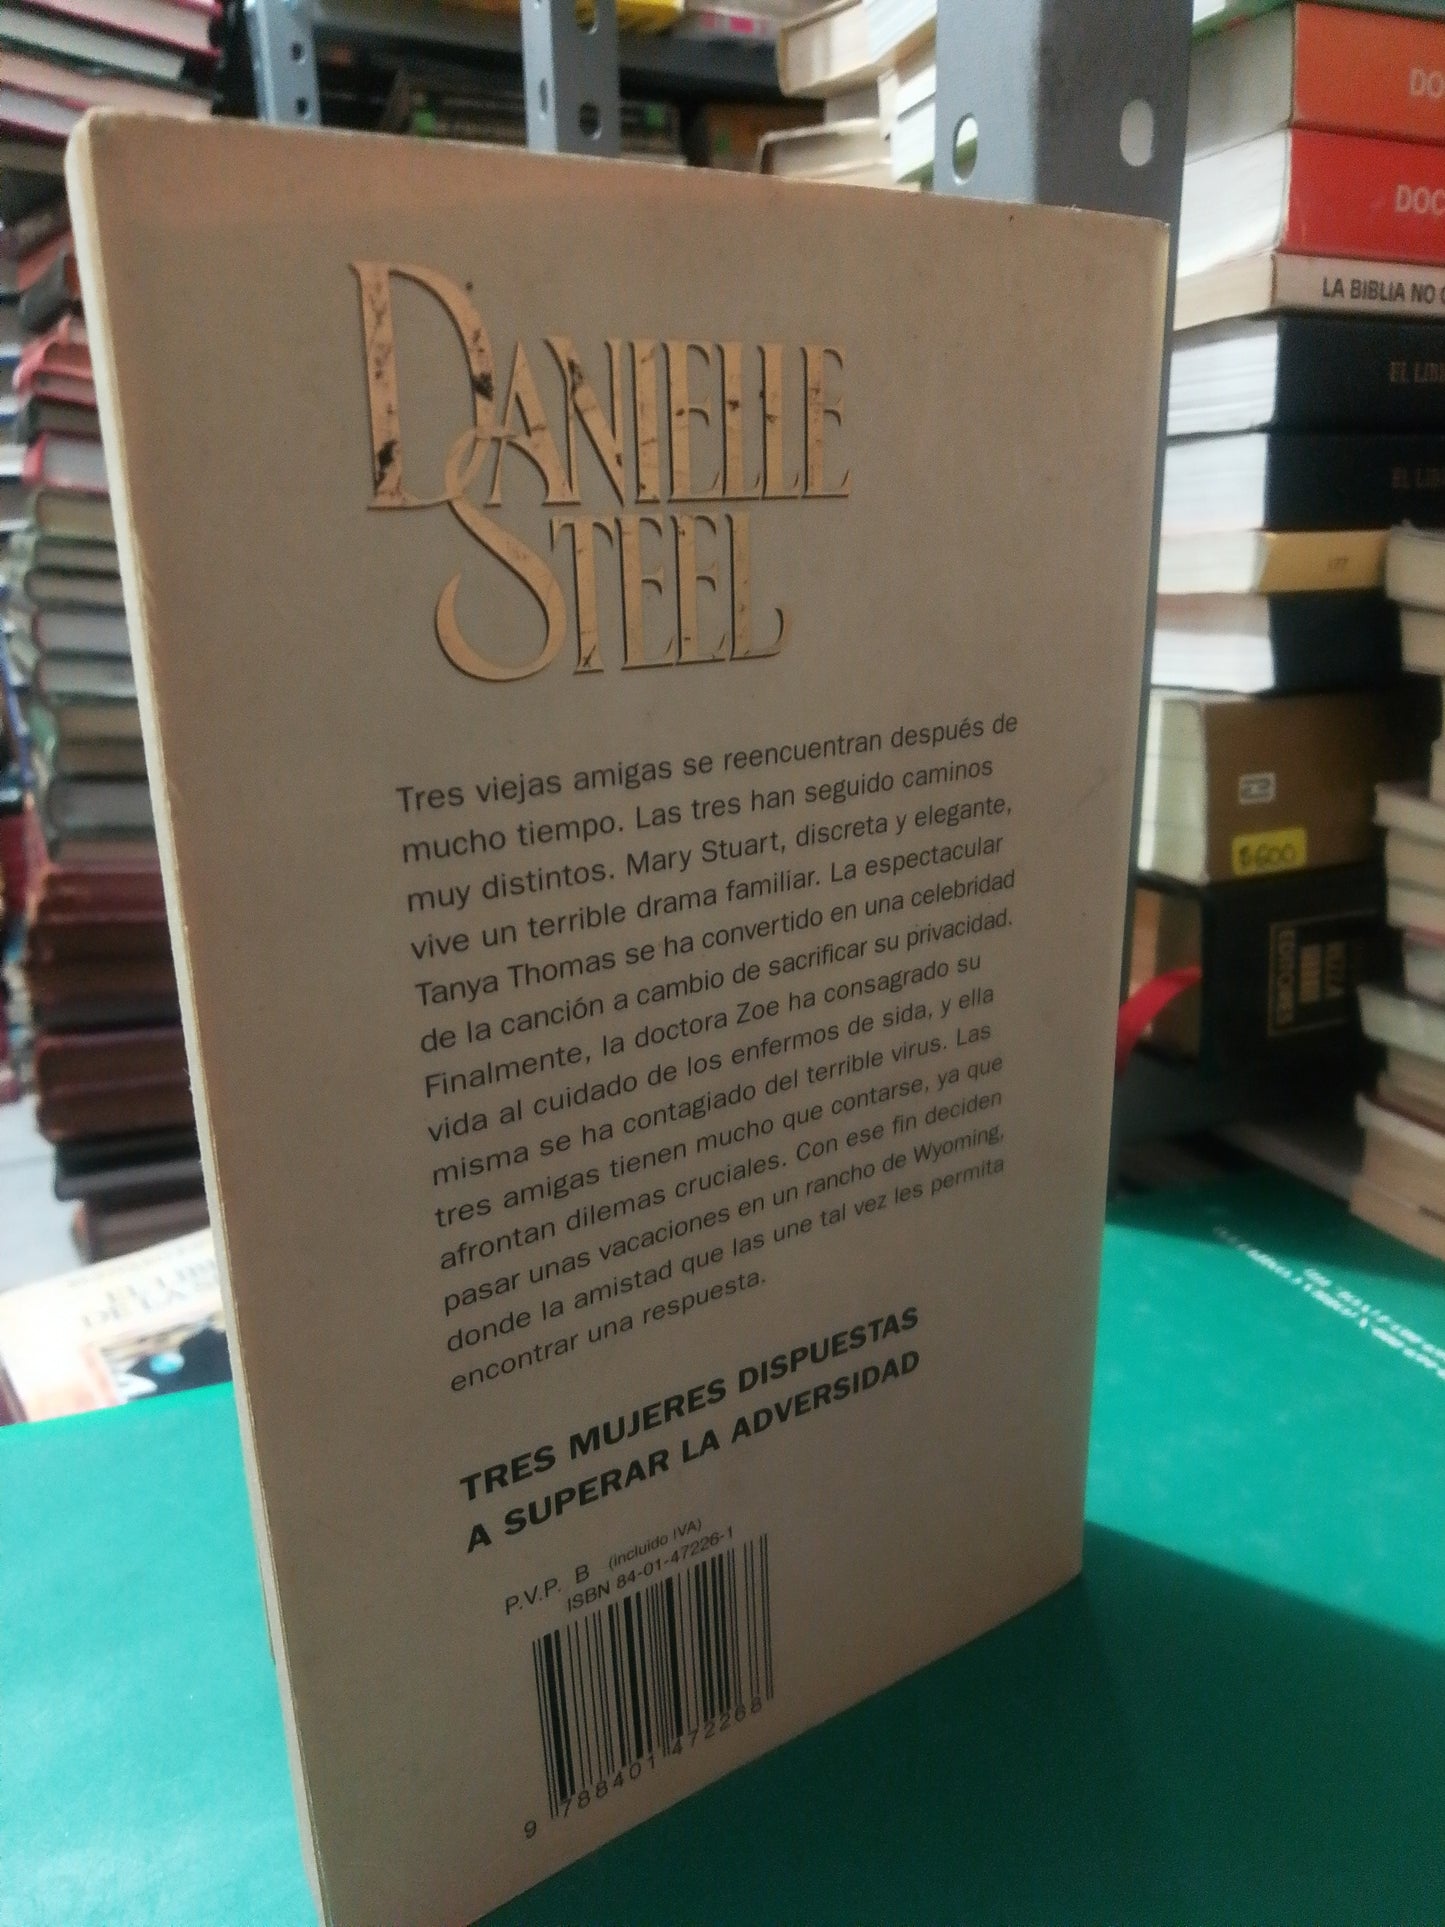 DANIELLE
STEEL
Tres viejas amigas se reencuentran después de
mucho tiempo. Las tres han seguido caminos
muy distintos. Mary Stuart, discreta y elegante,
vive un terrible drama familiar. La espectacular
Tanya Thomas se ha convertido en una celebridad
de la canción a cambio de sacrificar su privacidad.
Finalmente, la doctora Zoe ha consagrado su
vida al cuidado de los enfermos de sida, y ella
misma se ha contagiado del terrible virus. Las
tres amigas tienen mucho que contarse, ya que
afrontan dilemas cruciales. Con ese fin deciden
pasar unas vacaciones en un rancho de Wyoming,
donde la amistad que las une tal vez les permita
encontrar una respuesta.
TRES MUJERES DISPUESTAS
A SUPERAR LA ADVERSIDAD
P.V.P. B (incluido IVA)
ISBN 84-01-47226-1
9 788401 472268
DO
DOC
LA BIBLIA NO
EL LIB
EL LIB
$600